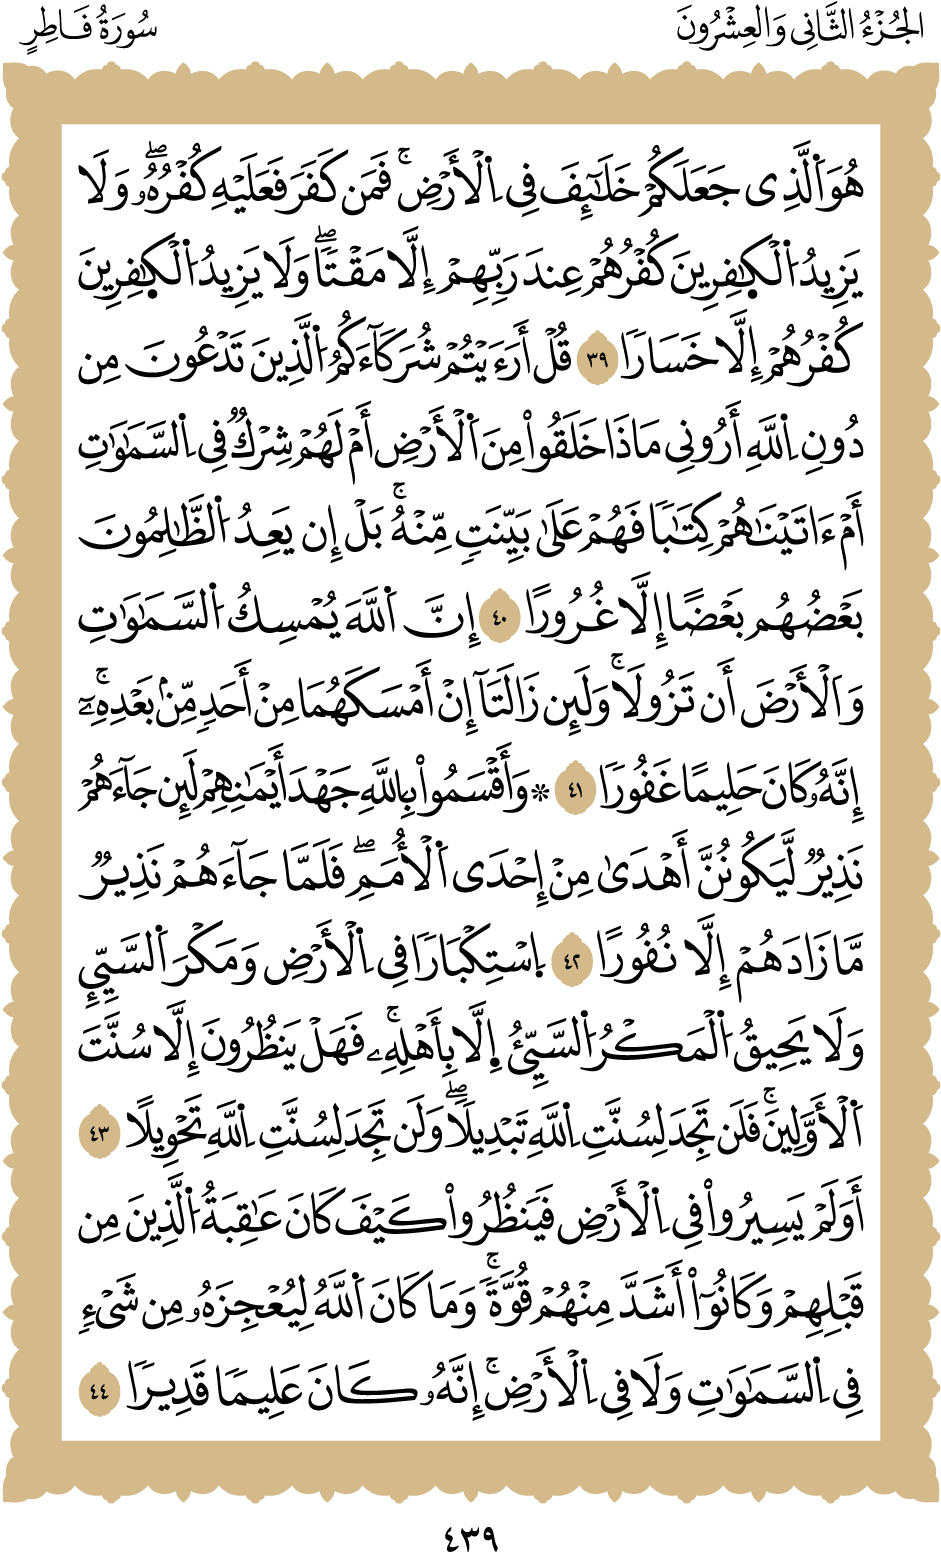 الجُزْءُ الثَّانِى وَالعِشْرُونَ
سُورَةُ فَاطِرٍ
هُوَ ٱلَّذِى جَعَلَكُمْ خَلَٰٓئِفَ فِى ٱلْأَرْضِ ۚ فَمَن كَفَرَ فَعَلَيْهِ كُفْرُهُۥ ۖ وَلَا
يَزِيدُ ٱلْكَٰفِرِينَ كُفْرُهُمْ عِندَ رَبِّهِمْ إِلَّا مَقْتًا ۖ وَلَا يَزِيدُ ٱلْكَٰفِرِينَ
كُفْرُهُمْ إِلَّا خَسَارًا ٣٩ قُلْ أَرَءَيْتُمْ شُرَكَآءَكُمُ ٱلَّذِينَ تَدْعُونَ مِن
دُونِ ٱللَّهِ أَرُونِى مَاذَا خَلَقُوا۟ مِنَ ٱلْأَرْضِ أَمْ لَهُمْ شِرْكٌ فِى ٱلسَّمَٰوَٰتِ
أَمْ ءَاتَيْنَٰهُمْ كِتَٰبًا فَهُمْ عَلَىٰ بَيِّنَتٍ مِّنْهُ ۚ بَلْ إِن يَعِدُ ٱلظَّٰلِمُونَ
بَعْضُهُم بَعْضًا إِلَّا غُرُورًا ٤٠ إِنَّ ٱللَّهَ يُمْسِكُ ٱلسَّمَٰوَٰتِ
وَٱلْأَرْضَ أَن تَزُولَا ۚ وَلَئِن زَالَتَآ إِنْ أَمْسَكَهُمَا مِنْ أَحَدٍ مِّنۢ بَعْدِهِۦٓ ۚ
إِنَّهُۥ كَانَ حَلِيمًا غَفُورًا ٤١ * وَأَقْسَمُوا۟ بِٱللَّهِ جَهْدَ أَيْمَٰنِهِمْ لَئِن جَآءَهُمْ
نَذِيرٌ لَّيَكُونُنَّ أَهْدَىٰ مِنْ إِحْدَى ٱلْأُمَمِ ۖ فَلَمَّا جَآءَهُمْ نَذِيرٌ
مَّا زَادَهُمْ إِلَّا نُفُورًا ٤٢ ٱسْتِكْبَارًا فِى ٱلْأَرْضِ وَمَكْرَ ٱلسَّيِّئِ
وَلَا يَحِيقُ ٱلْمَكْرُ ٱلسَّيِّئُ إِلَّا بِأَهْلِهِۦ ۚ فَهَلْ يَنظُرُونَ إِلَّا سُنَّتَ
ٱلْأَوَّلِينَ ۚ فَلَن تَجِدَ لِسُنَّتِ ٱللَّهِ تَبْدِيلًا ۖ وَلَن تَجِدَ لِسُنَّتِ ٱللَّهِ تَحْوِيلًا ٤٣
أَوَلَمْ يَسِيرُوا۟ فِى ٱلْأَرْضِ فَيَنظُرُوا۟ كَيْفَ كَانَ عَٰقِبَةُ ٱلَّذِينَ مِن
قَبْلِهِمْ وَكَانُوٓا۟ أَشَدَّ مِنْهُمْ قُوَّةً ۚ وَمَا كَانَ ٱللَّهُ لِيُعْجِزَهُۥ مِن شَىْءٍ
فِى ٱلسَّمَٰوَٰتِ وَلَا فِى ٱلْأَرْضِ ۚ إِنَّهُۥ كَانَ عَلِيمًا قَدِيرًا ٤٤
٤٣٩